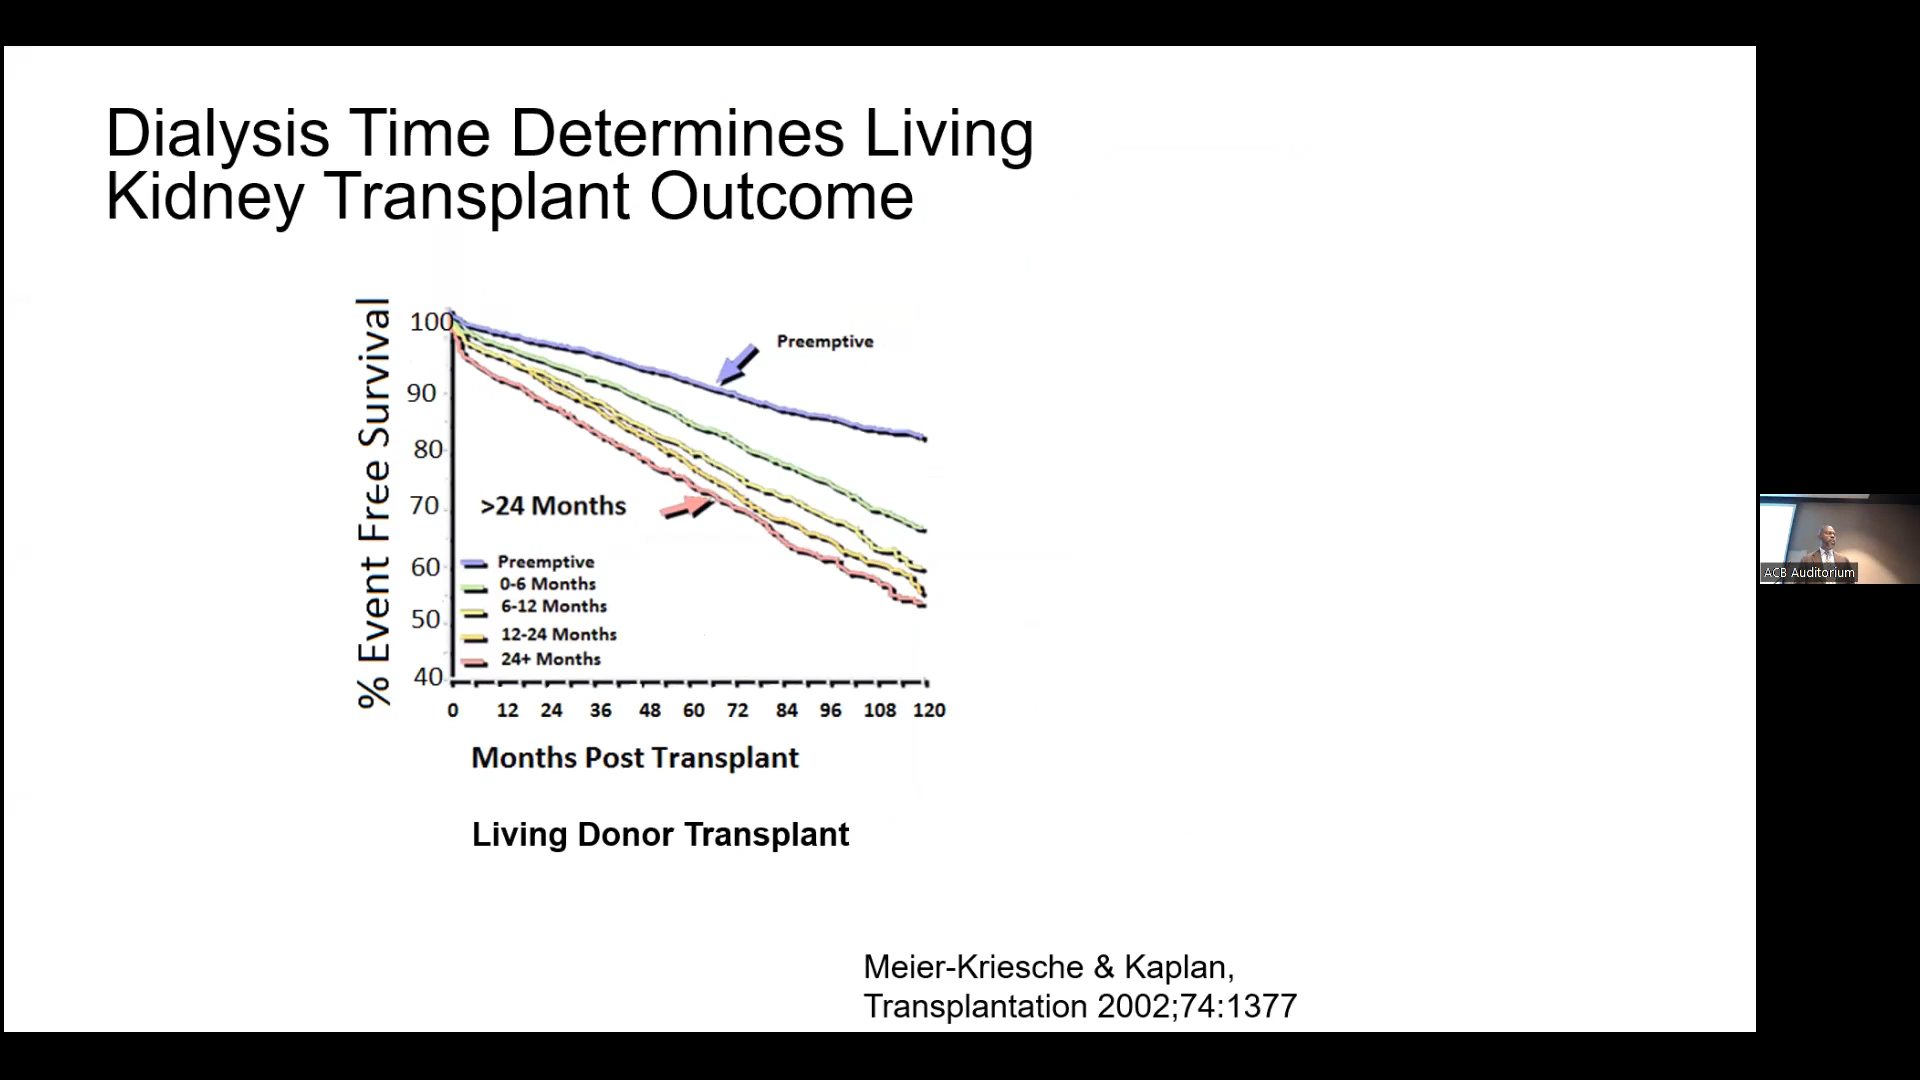 Dialysis Time Determines Living
Kidney Transplant Outcome
% Event Free Survival
100
90
80
70
60
50
40
Preemptive
>24 Months
Preemptive
0-6 Months
6-12 Months
12-24 Months
24+ Months
0 12 24 36 48 60 72 84 96 108 120
Months Post Transplant
Living Donor Transplant
Meier-Kriesche & Kaplan,
Transplantation 2002;74:1377
ACB Auditorium